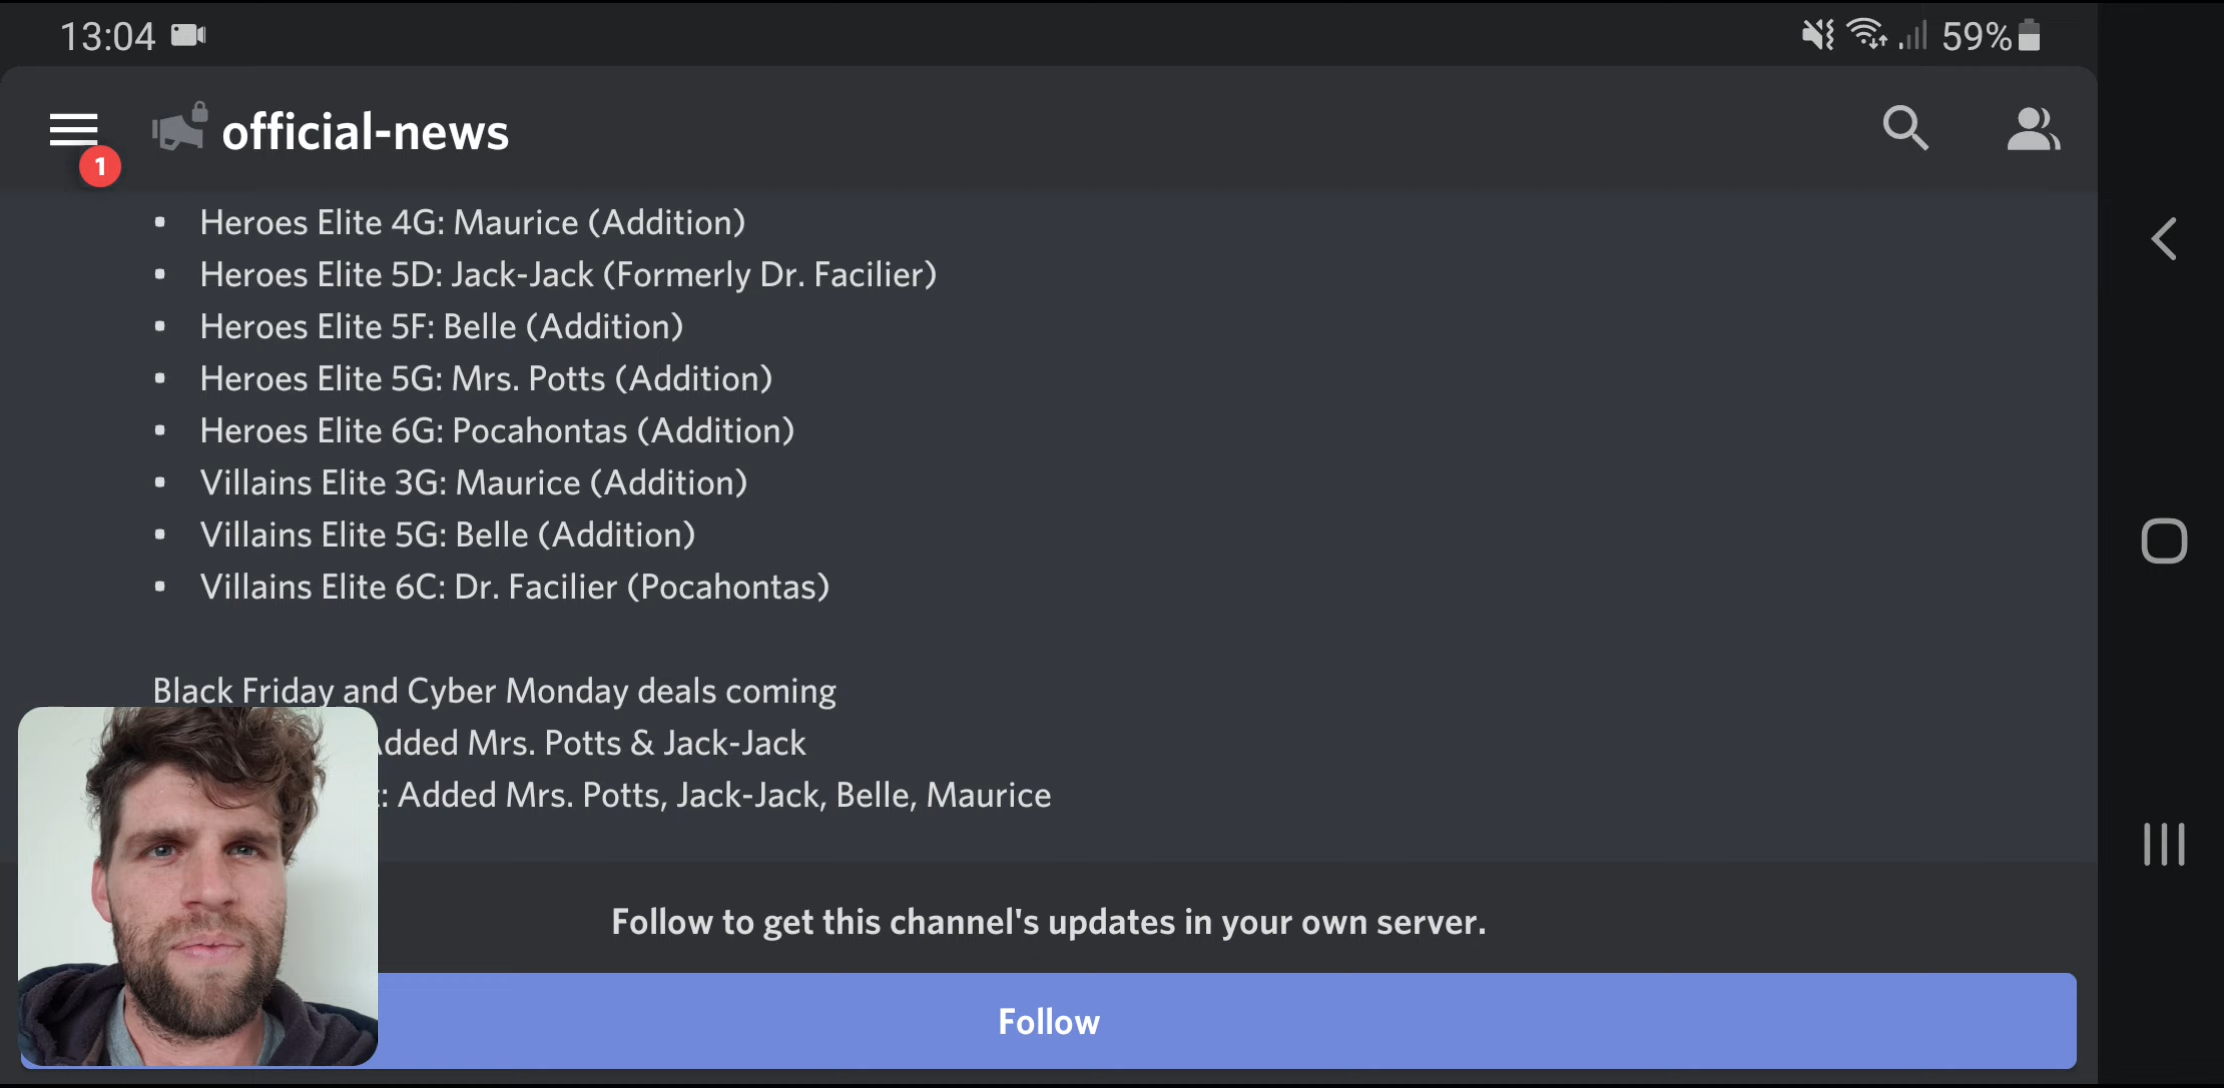 13:04
59%
official-news
1
▪ Heroes Elite 4G: Maurice (Addition)
▪ Heroes Elite 5D: Jack-Jack (Formerly Dr. Facilier)
▪ Heroes Elite 5F: Belle (Addition)
▪ Heroes Elite 5G: Mrs. Potts (Addition)
▪ Heroes Elite 6G: Pocahontas (Addition)
▪ Villains Elite 3G: Maurice (Addition)
▪ Villains Elite 5G: Belle (Addition)
▪ Villains Elite 6C: Dr. Facilier (Pocahontas)
Black Friday and Cyber Monday deals coming
Added Mrs. Potts & Jack-Jack
: Added Mrs. Potts, Jack-Jack, Belle, Maurice
Follow to get this channel's updates in your own server.
Follow